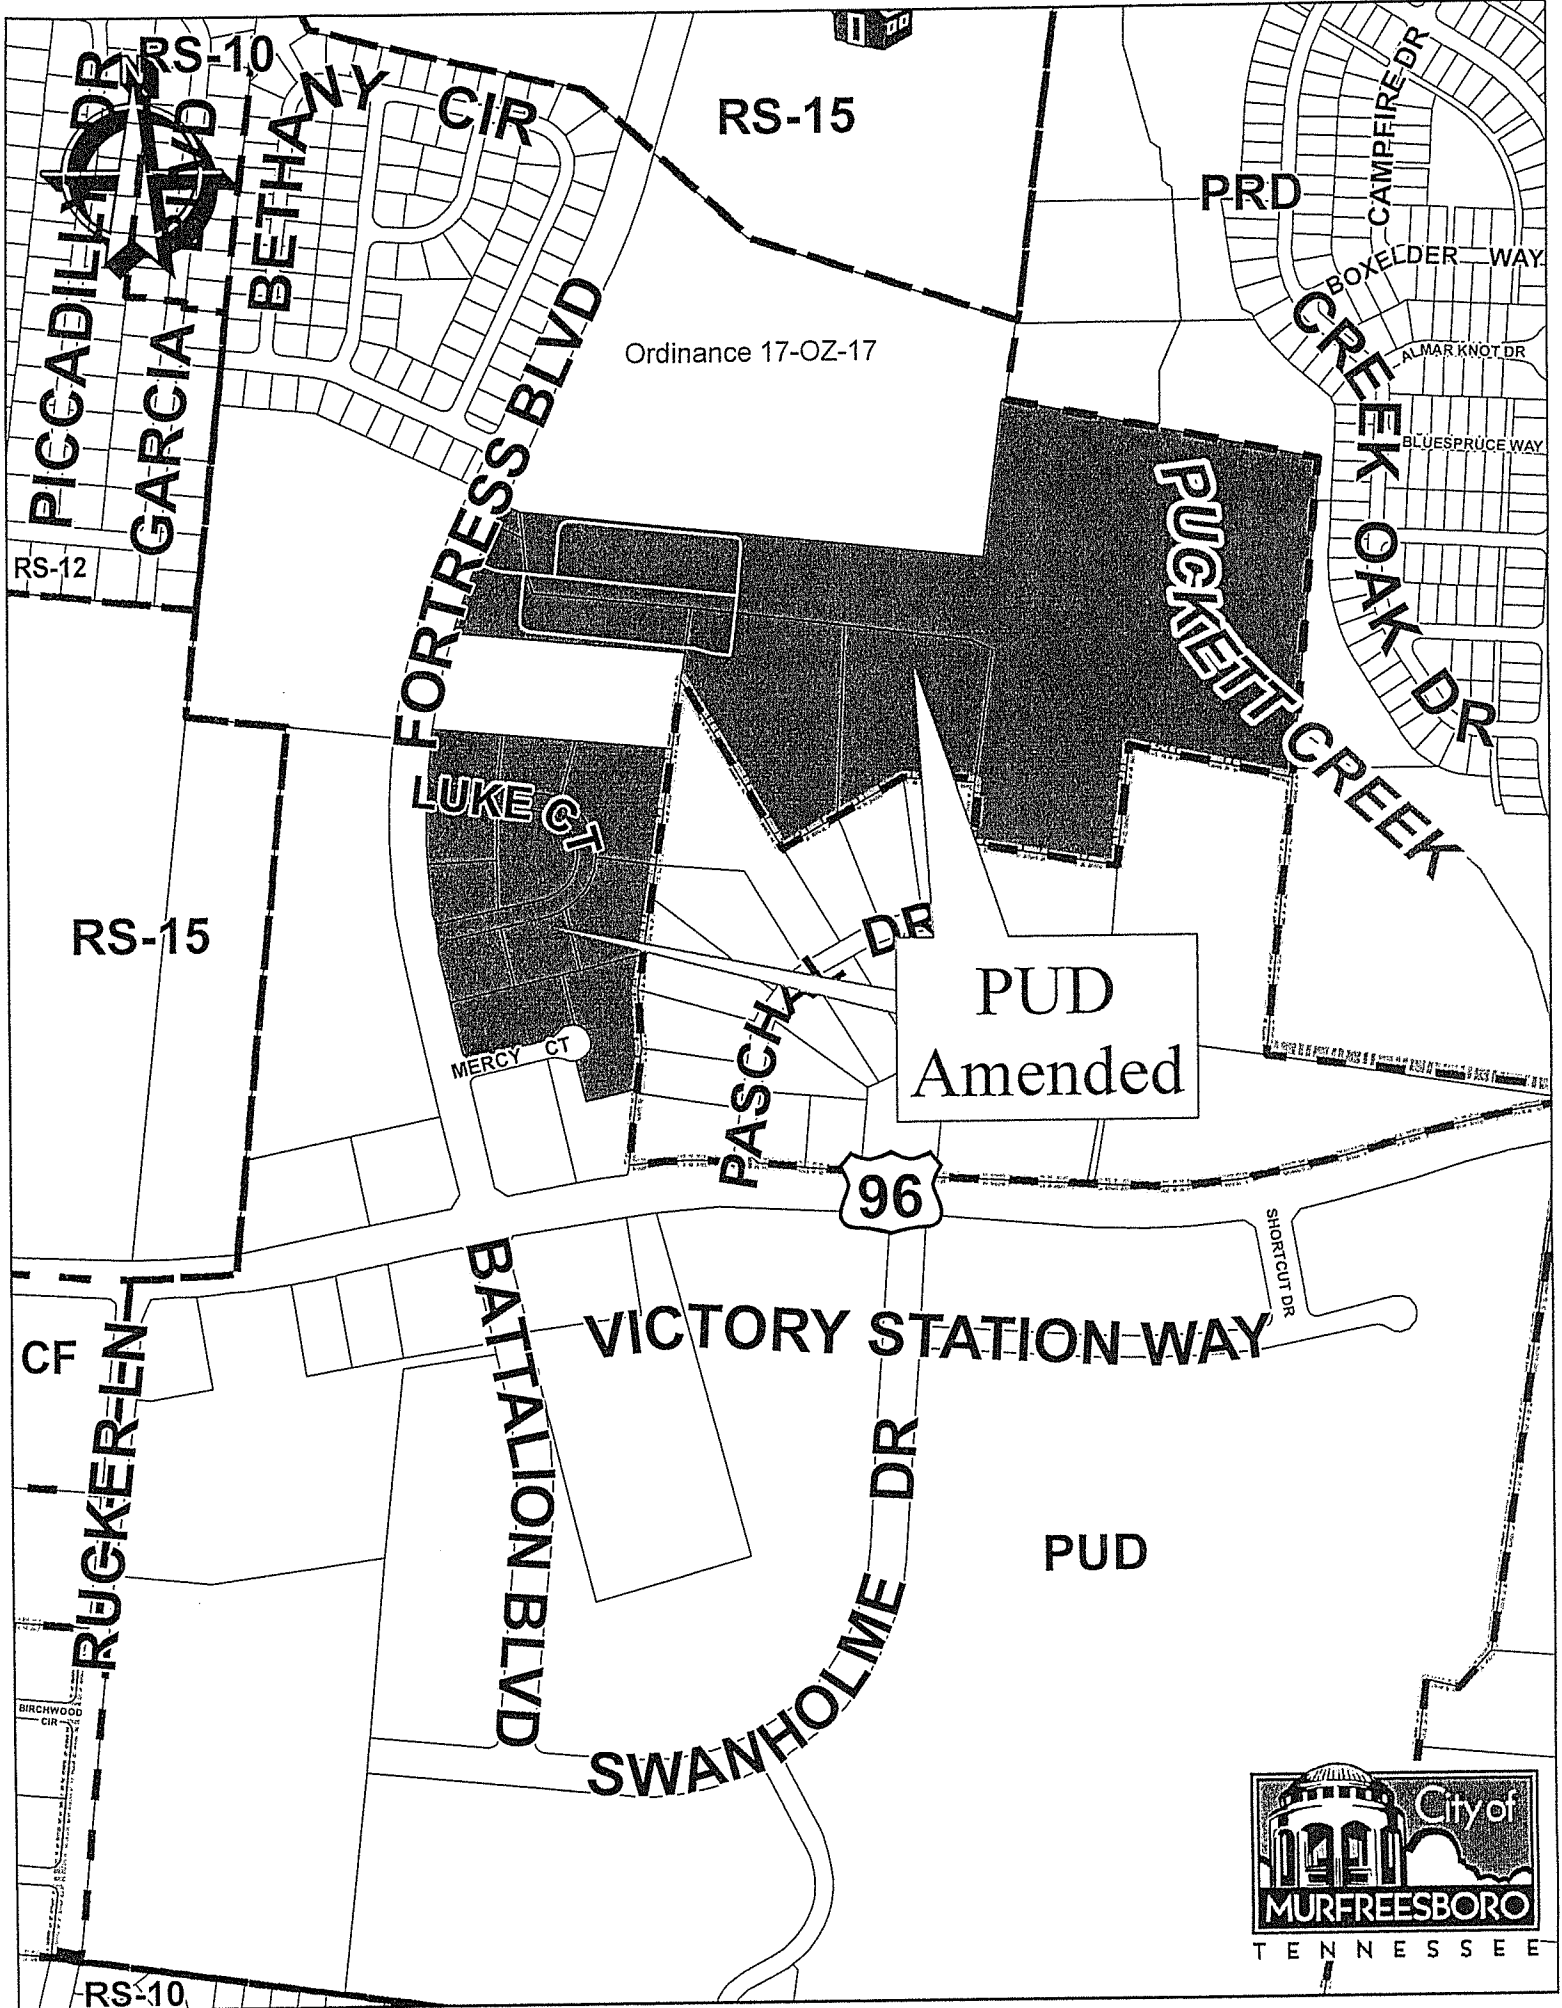 RS-10
N
PICCADILLY DR
GARCIA BLVD
BETHANY CIR
RS-15
PRD
CAMPFIRE DR
BOXELDER WAY
ALMAR KNOT DR
BLUESPRUCE WAY
CREEK OAK DR
Ordinance 17-OZ-17
FORTRESS BLVD
RS-12
PUCKETT CREEK
LUKE CT
RS-15
PASCHAL DR
PUD
Amended
MERCY CT
96
SHORTCUT DR
BATTALION BLVD
VICTORY STATION WAY
CF
RUCKER LN
SWANHOLME DR
PUD
BIRCHWOOD
CIR
City of
MURFREESBORO
TENNESSEE
RS-10